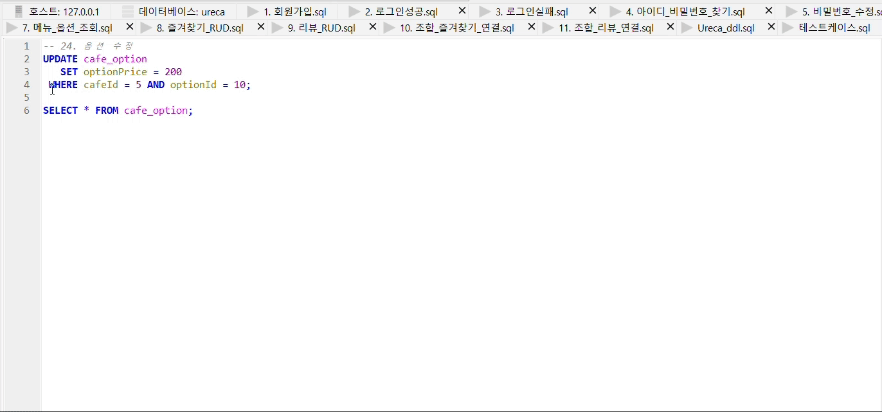 호스트: 127.0.0.1 데이터베이스: ureca 1. 회원가입.sql 2. 로그인성공.sql 3. 로그인실패.sql 4. 아이디_비밀번호_찾기.sql 5. 비밀번호_수정.s
7. 메뉴_옵션_조회.sql 8. 즐겨찾기_RUD.sql 9. 리뷰_RUD.sql 10. 조합_즐겨찾기_연결.sql 11. 조합_리뷰_연결.sql Ureca_ddl.sql 테스트케이스.sql
1 -- 24. 옵션 수정
2 UPDATE cafe_option
3 SET optionPrice = 200
4 WHERE cafeId = 5 AND optionId = 10;
5
6 SELECT * FROM cafe_option;